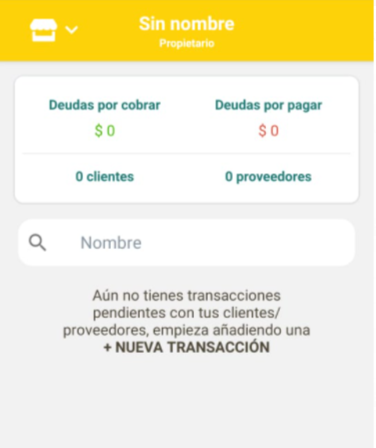 Sin nombre
Propietario
Deudas por cobrar Deudas por pagar
$ 0 $ 0
0 clientes 0 proveedores
Nombre
Aún no tienes transacciones
pendientes con tus clientes/
proveedores, empieza añadiendo una
+ NUEVA TRANSACCIÓN